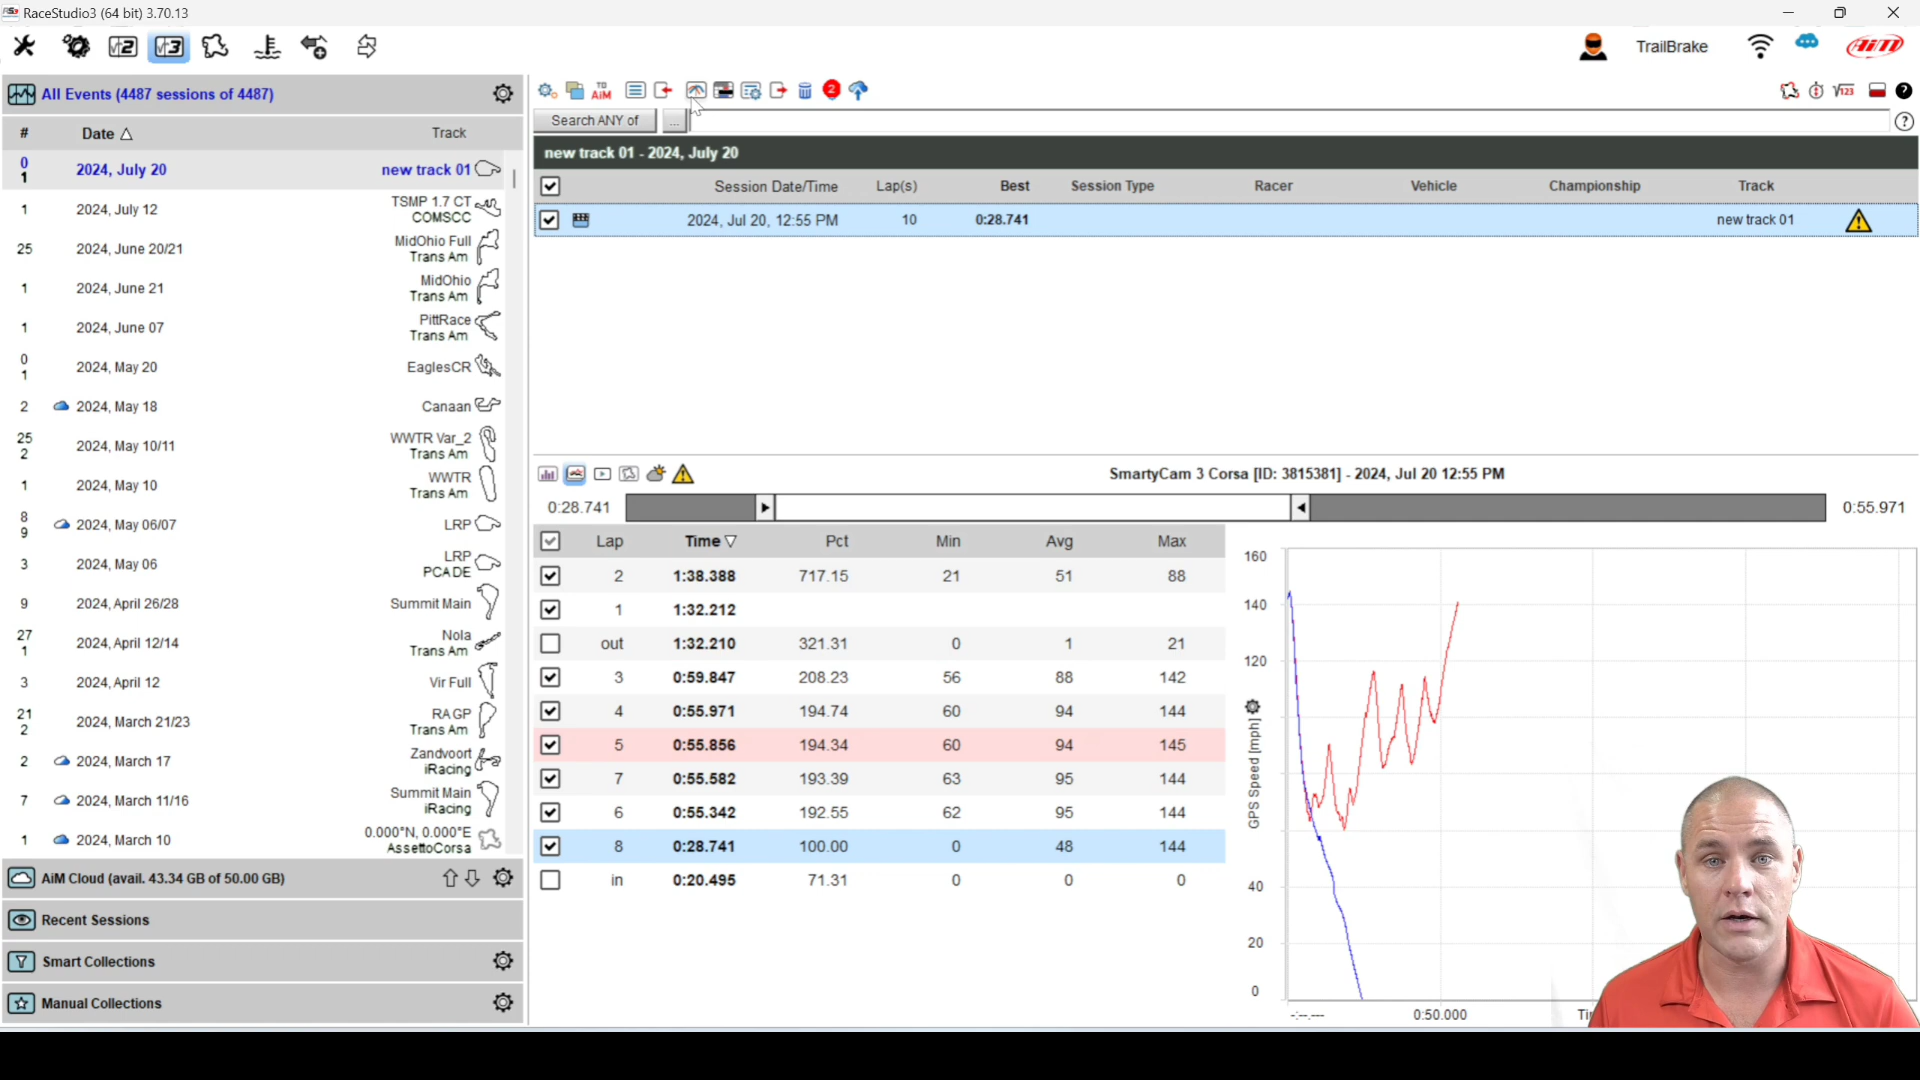 RS3 RaceStudio3 (64 bit) 3.70.13
TrailBrake
AiM
All Events (4487 sessions of 4487)
# Date △ Track
0 1 2024, July 20 new track 01
1 2024, July 12 TSMP 1.7 CT COMSCC
25 2024, June 20/21 MidOhio Full Trans Am
1 2024, June 21 MidOhio Trans Am
1 2024, June 07 PittRace Trans Am
0 1 2024, May 20 EaglesCR
2 2024, May 18 Canaan
25 2 2024, May 10/11 WWTR Var_2 Trans Am
1 2024, May 10 WWTR Trans Am
8 9 2024, May 06/07 LRP
3 2024, May 06 LRP PCA DE
9 2024, April 26/28 Summit Main
27 1 2024, April 12/14 Nola Trans Am
3 2024, April 12 Vir Full
21 2 2024, March 21/23 RA GP Trans Am
2 2024, March 17 Zandvoort iRacing
7 2024, March 11/16 Summit Main iRacing
1 2024, March 10 0.000°N, 0.000°E AssettoCorsa
AiM Cloud (avail. 43.34 GB of 50.00 GB)
Recent Sessions
Smart Collections
Manual Collections
TO AIM 2 √123 ?
Search ANY of ... ?
new track 01 - 2024, July 20
Session Date/Time Lap(s) Best Session Type Racer Vehicle Championship Track
2024, Jul 20, 12:55 PM 10 0:28.741 new track 01
SmartyCam 3 Corsa [ID: 3815381] - 2024, Jul 20 12:55 PM
0:28.741 0:55.971
Lap Time ▽ Pct Min Avg Max
2 1:38.388 717.15 21 51 88
1 1:32.212
out 1:32.210 321.31 0 1 21
3 0:59.847 208.23 56 88 142
4 0:55.971 194.74 60 94 144
5 0:55.856 194.34 60 94 145
7 0:55.582 193.39 63 95 144
6 0:55.342 192.55 62 95 144
8 0:28.741 100.00 0 48 144
in 0:20.495 71.31 0 0 0
160
140
120
GPS Speed [mph]
40
20
0
-:--.--- 0:50.000